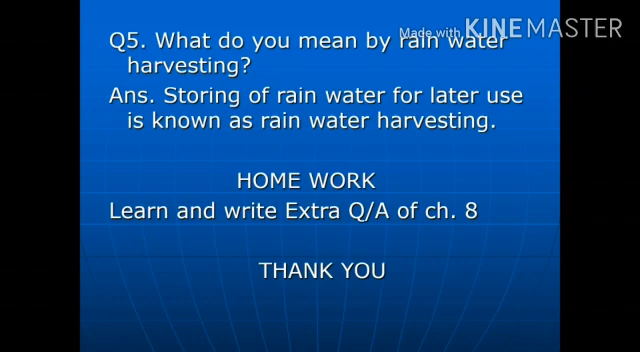 Made with KINEMASTER
Q5. What do you mean by rain water
harvesting?
Ans. Storing of rain water for later use
is known as rain water harvesting.
HOME WORK
Learn and write Extra Q/A of ch. 8
THANK YOU